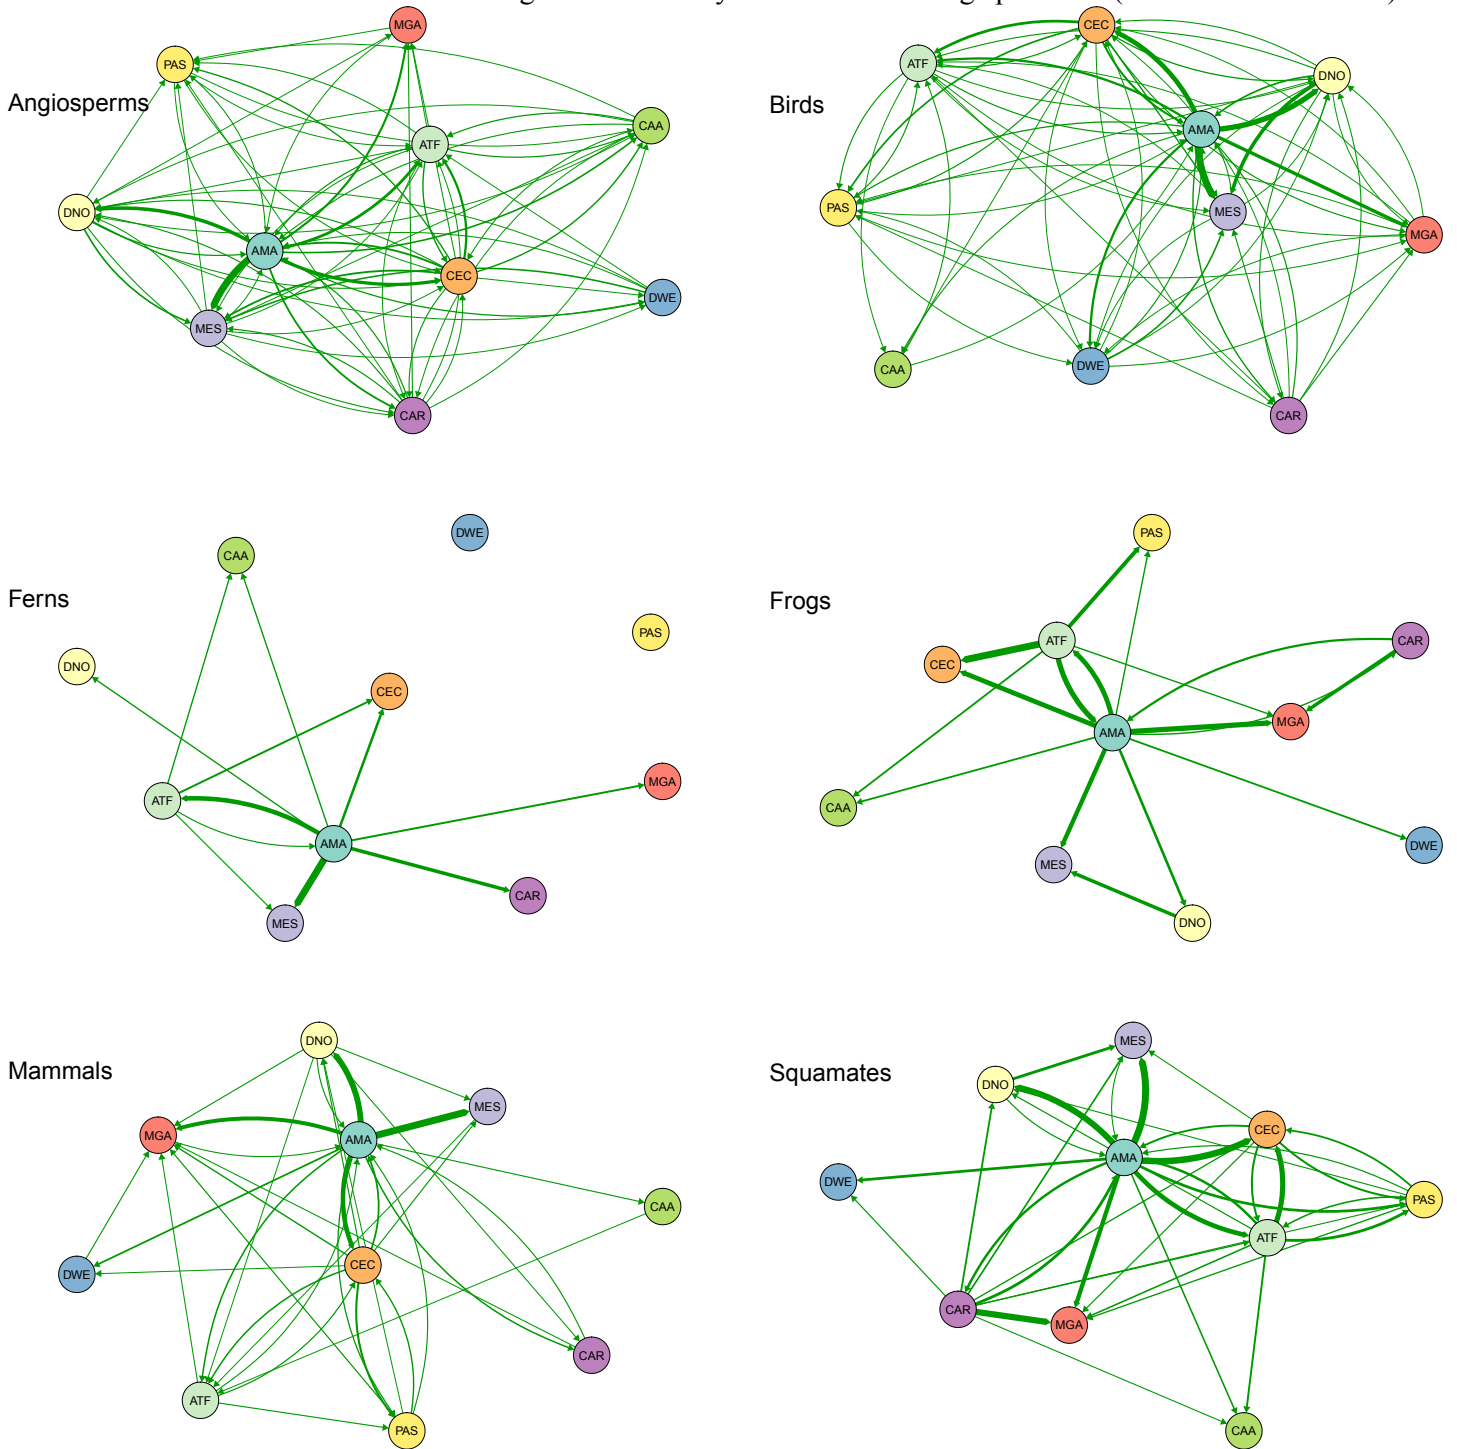 MGA
PAS
Angiosperms
CAA
ATF
DNO
AMA
CEC
DWE
MES
CAR
CEC
ATF
DNO
Birds
AMA
PAS
MES
MGA
CAA
DWE
CAR
DWE
CAA
Ferns
PAS
DNO
CEC
MGA
ATF
AMA
CAR
MES
PAS
Frogs
ATF
CAR
CEC
MGA
AMA
CAA
DWE
MES
DNO
DNO
Mammals
MES
MGA
AMA
CAA
CEC
DWE
CAR
ATF
PAS
MES
Squamates
DNO
CEC
AMA
DWE
PAS
ATF
CAR
MGA
CAA